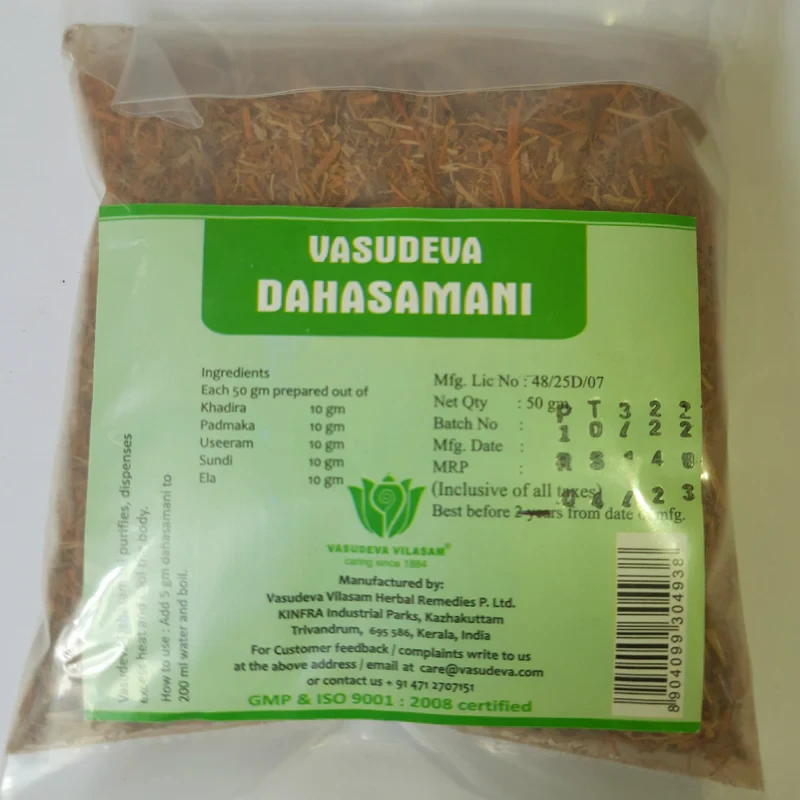 VASUDEVA
DAHASAMANI
Ingredients
Each 50 gm prepared out of
Khadira 10 gm
Padmaka 10 gm
Useeram 10 gm
Sundi 10 gm
Ela 10 gm
Mfg. Lic No : 48/25D/07
Net Qty : 50 gm
Batch No : PT322
Mfg. Date : 10/22
MRP :
(Inclusive of all taxes)
04/23
Best before 2 years from date of mfg.
VASUDEVA VILASAM®
caring since 1884
Manufactured by:
Vasudeva Vilasam Herbal Remedies P. Ltd.
KINFRA Industrial Parks, Kazhakuttam
Trivandrum, 695 586, Kerala, India
For Customer feedback / complaints write to us
at the above address / email at care@vasudeva.com
or contact us + 91 471 2707151
GMP & ISO 9001 : 2008 certified
purifies, dispenses
heat and the body.
How to use : Add 5 gm dahasamani to
200 ml water and boil.
8904099304938